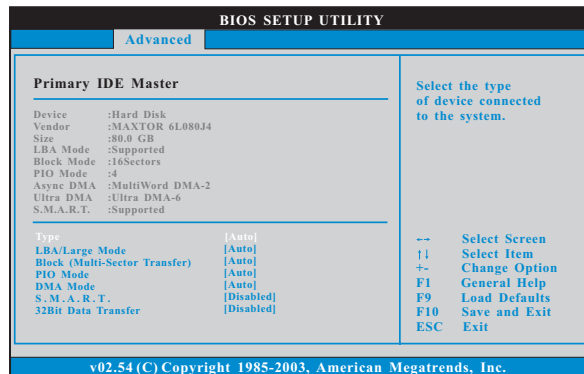 BIOS SETUP UTILITY
Advanced
Primary IDE Master
Device :Hard Disk
Vendor :MAXTOR 6L080J4
Size :80.0 GB
LBA Mode :Supported
Block Mode :16Sectors
PIO Mode :4
Async DMA :MultiWord DMA-2
Ultra DMA :Ultra DMA-6
S.M.A.R.T. :Supported
Type [Auto]
LBA/Large Mode [Auto]
Block (Multi-Sector Transfer) [Auto]
PIO Mode [Auto]
DMA Mode [Auto]
S.M.A.R.T. [Disabled]
32Bit Data Transfer [Disabled]
Select the type
of device connected
to the system.
←→ Select Screen
↑↓ Select Item
+- Change Option
F1 General Help
F9 Load Defaults
F10 Save and Exit
ESC Exit
v02.54 (C) Copyright 1985-2003, American Megatrends, Inc.